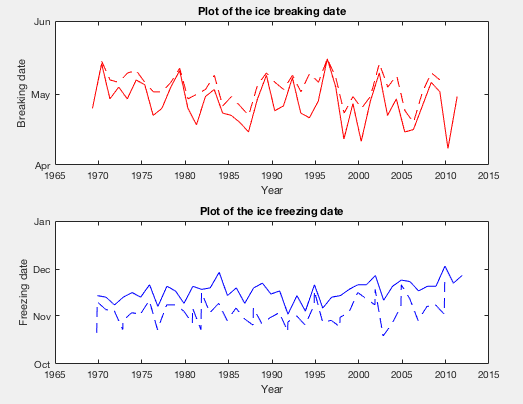 Plot of the ice breaking date
Jun
May
Apr
Breaking date
1965 1970 1975 1980 1985 1990 1995 2000 2005 2010 2015
Year
Plot of the ice freezing date
Jan
Dec
Nov
Oct
Freezing date
1965 1970 1975 1980 1985 1990 1995 2000 2005 2010 2015
Year